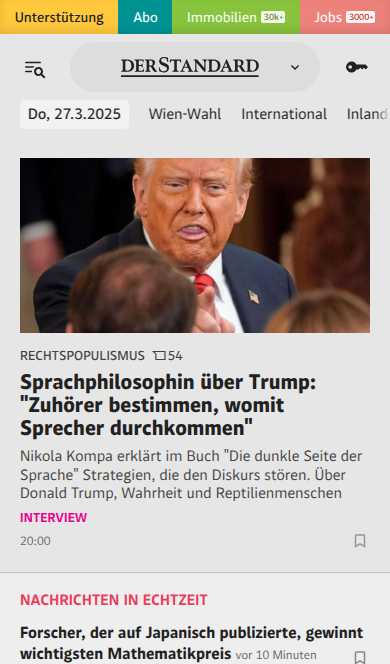 Unterstützung Abo Immobilien 30k+ Jobs 3000+
DERSTANDARD
Do, 27.3.2025 Wien-Wahl International Inland
RECHTSPOPULISMUS 54
Sprachphilosophin über Trump:
"Zuhörer bestimmen, womit
Sprecher durchkommen"
Nikola Kompa erklärt im Buch "Die dunkle Seite der
Sprache" Strategien, die den Diskurs stören. Über
Donald Trump, Wahrheit und Reptilienmenschen
INTERVIEW
20:00
NACHRICHTEN IN ECHTZEIT
Forscher, der auf Japanisch publizierte, gewinnt
wichtigsten Mathematikpreis vor 10 Minuten